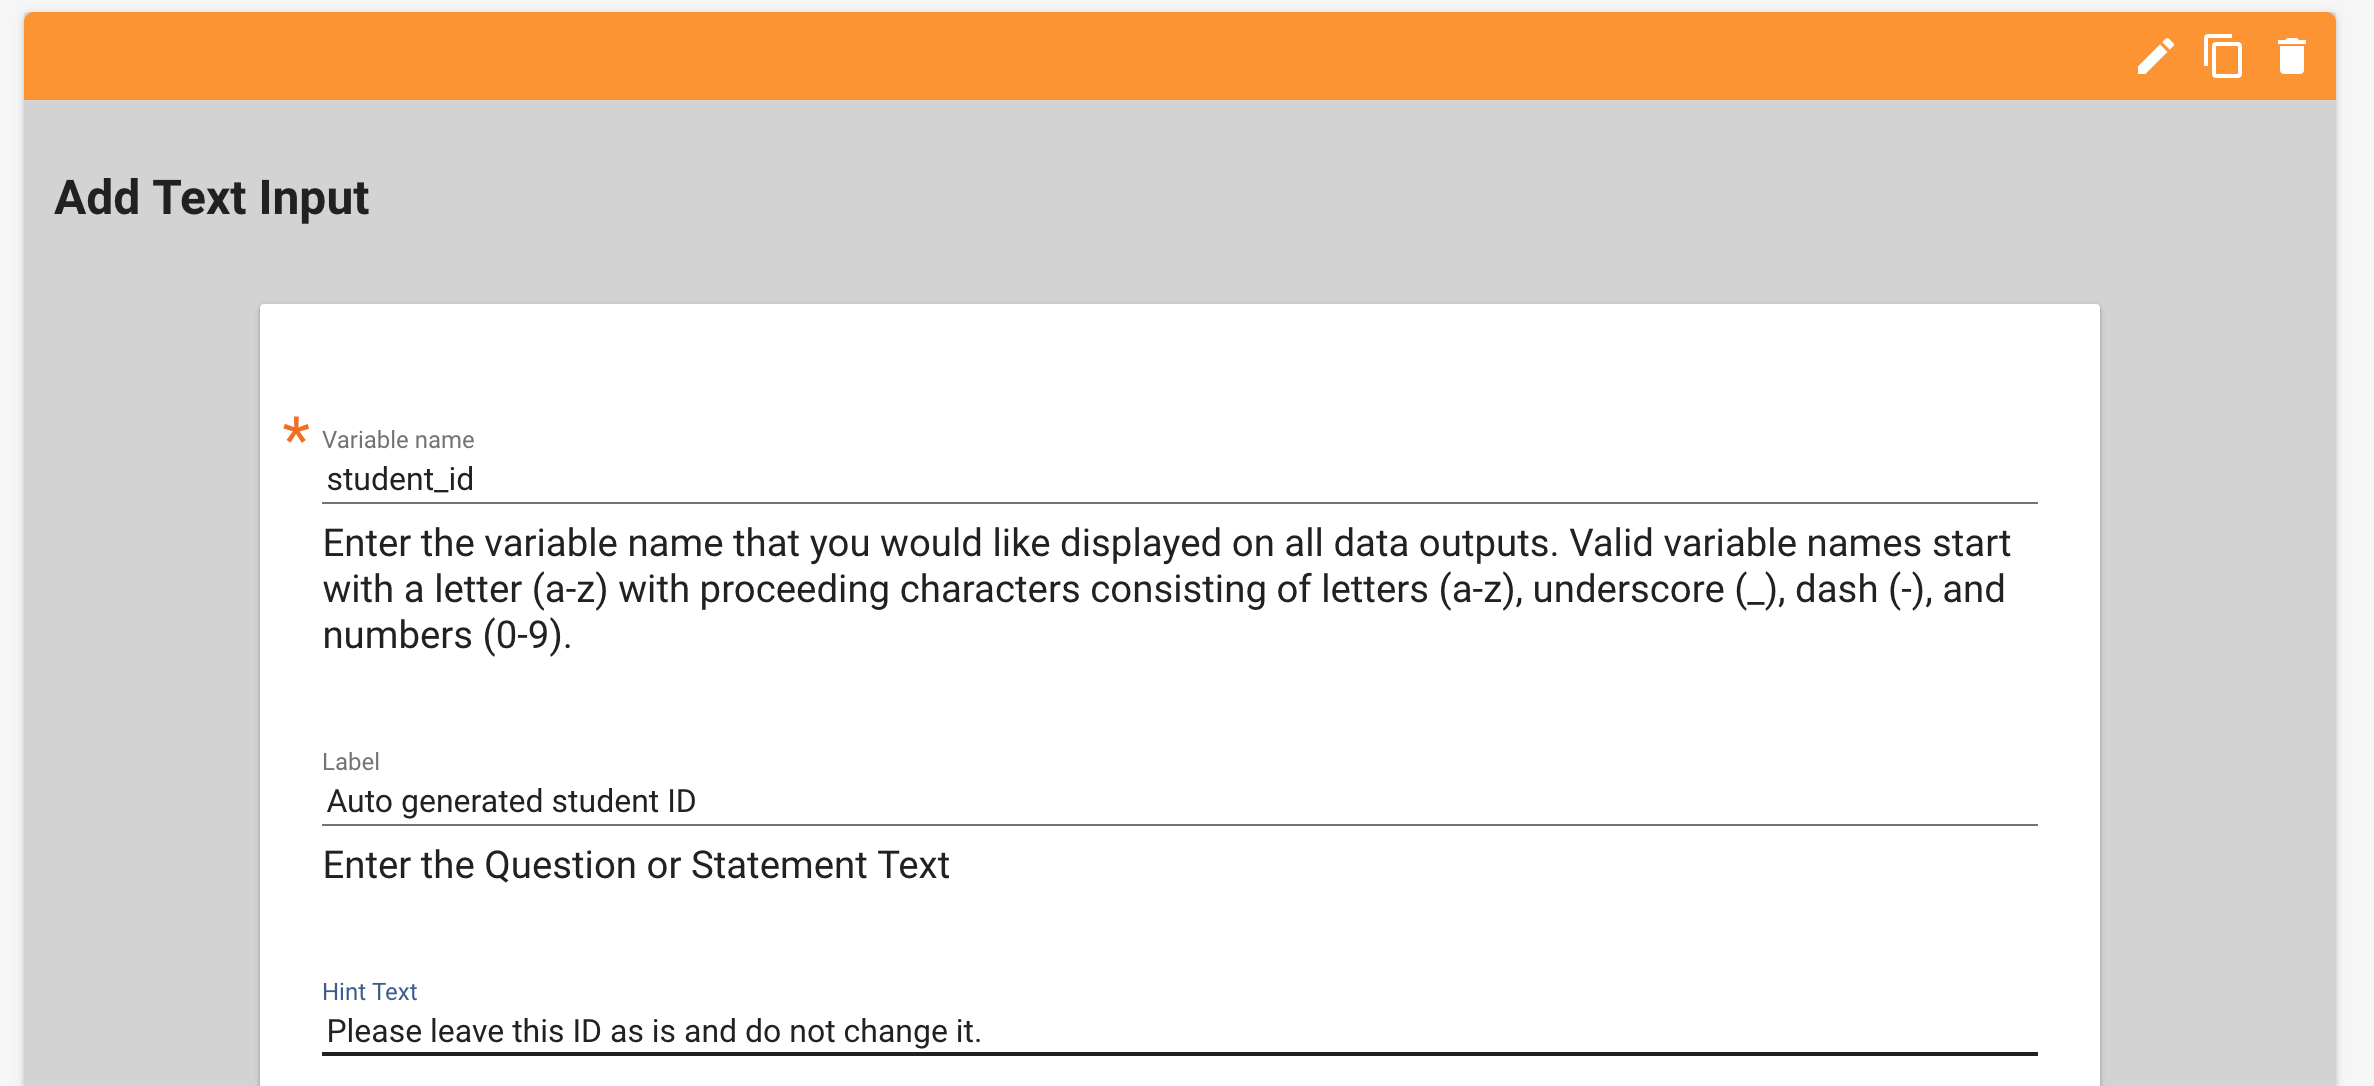 Add Text Input
* Variable name
student_id
Enter the variable name that you would like displayed on all data outputs. Valid variable names start
with a letter (a-z) with proceeding characters consisting of letters (a-z), underscore (_), dash (-), and
numbers (0-9).
Label
Auto generated student ID
Enter the Question or Statement Text
Hint Text
Please leave this ID as is and do not change it.